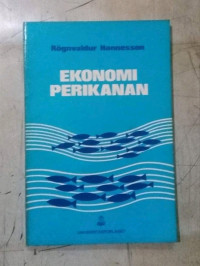 Rögnvaldur Hannesson
EKONOMI
PERIKANAN